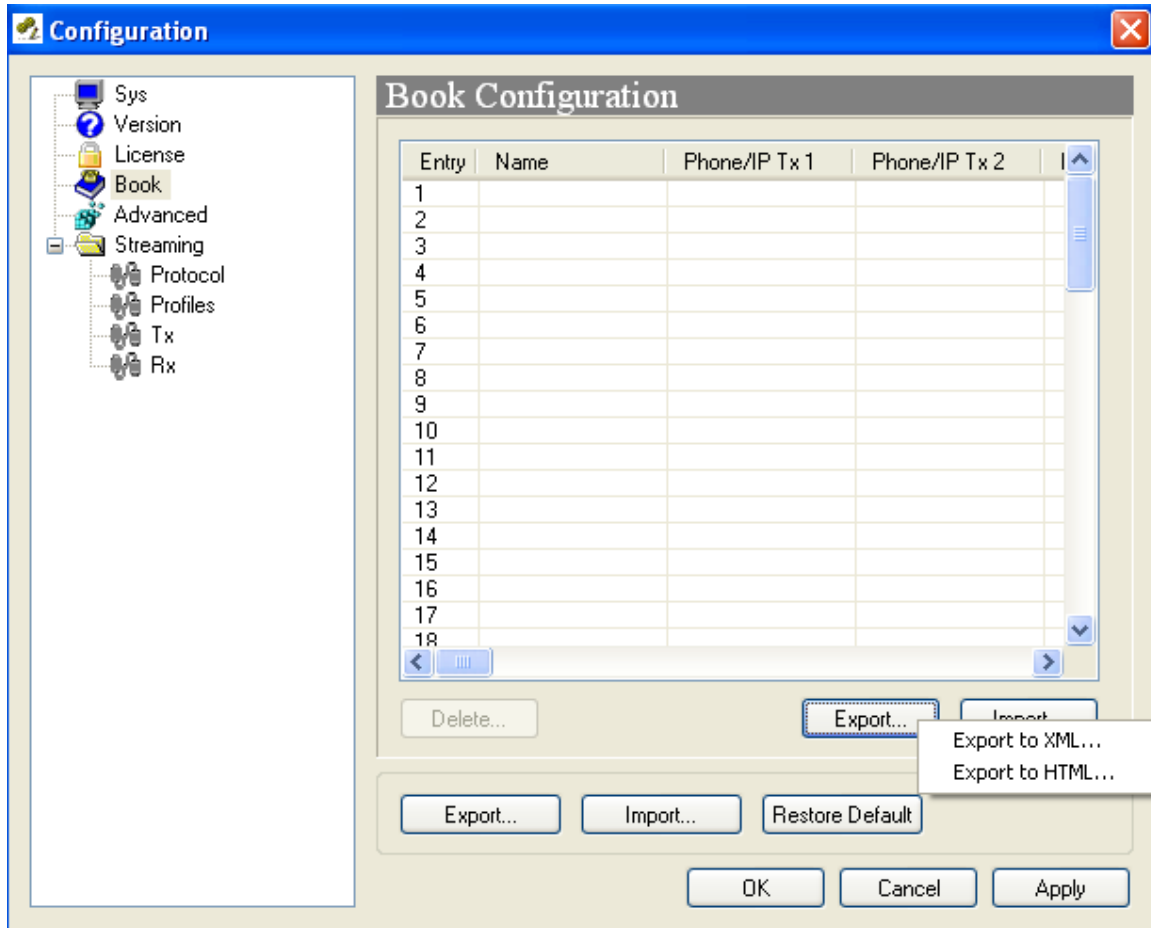 Configuration
Sys
Version
License
Book
Advanced
Streaming
Protocol
Profiles
Tx
Rx
Book Configuration
Entry Name Phone/IP Tx 1 Phone/IP Tx 2
1
2
3
4
5
6
7
8
9
10
11
12
13
14
15
16
17
18
Delete... Export... Import...
Export to XML...
Export to HTML...
Export... Import... Restore Default
OK Cancel Apply